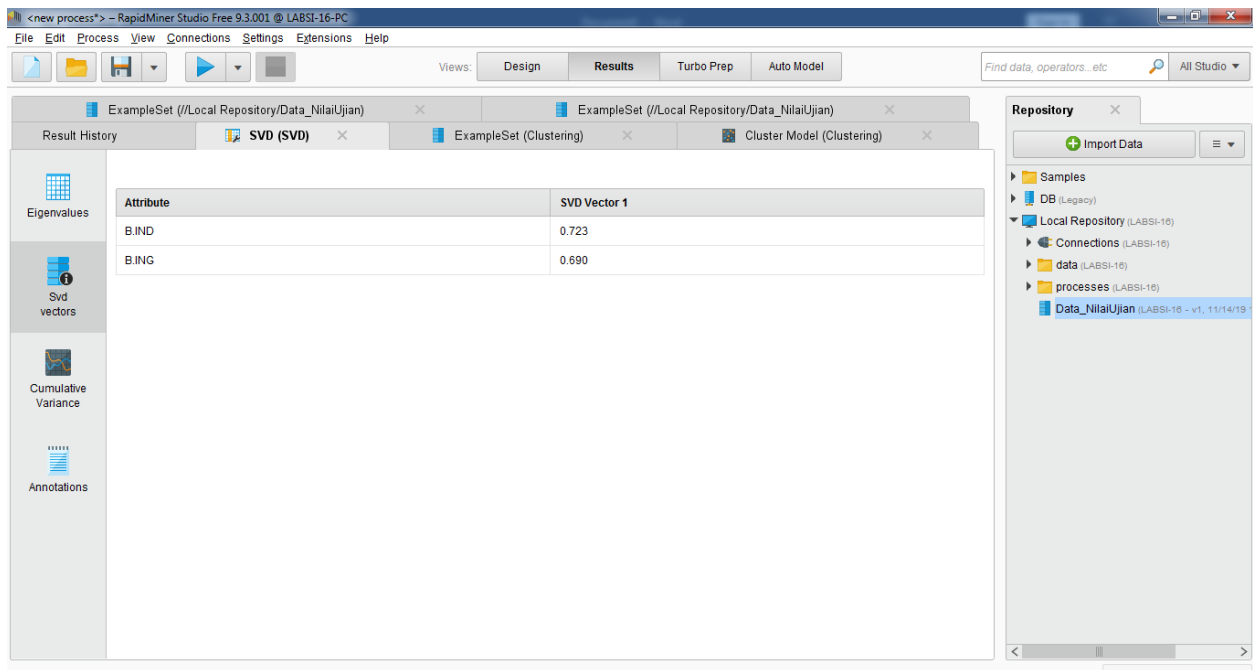 <new process*> – RapidMiner Studio Free 9.3.001 @ LABSI-16-PC
File Edit Process View Connections Settings Extensions Help
Views: Design Results Turbo Prep Auto Model
Find data, operators...etc
All Studio
ExampleSet (//Local Repository/Data_NilaiUjian)
ExampleSet (//Local Repository/Data_NilaiUjian)
Result History
SVD (SVD)
ExampleSet (Clustering)
Cluster Model (Clustering)
Eigenvalues
Svd
vectors
Cumulative
Variance
Annotations
Attribute SVD Vector 1
B.IND 0.723
B.ING 0.690
Repository
Import Data
Samples
DB (Legacy)
Local Repository (LABSI-16)
Connections (LABSI-16)
data (LABSI-16)
processes (LABSI-16)
Data_NilaiUjian (LABSI-16 - v1, 11/14/19